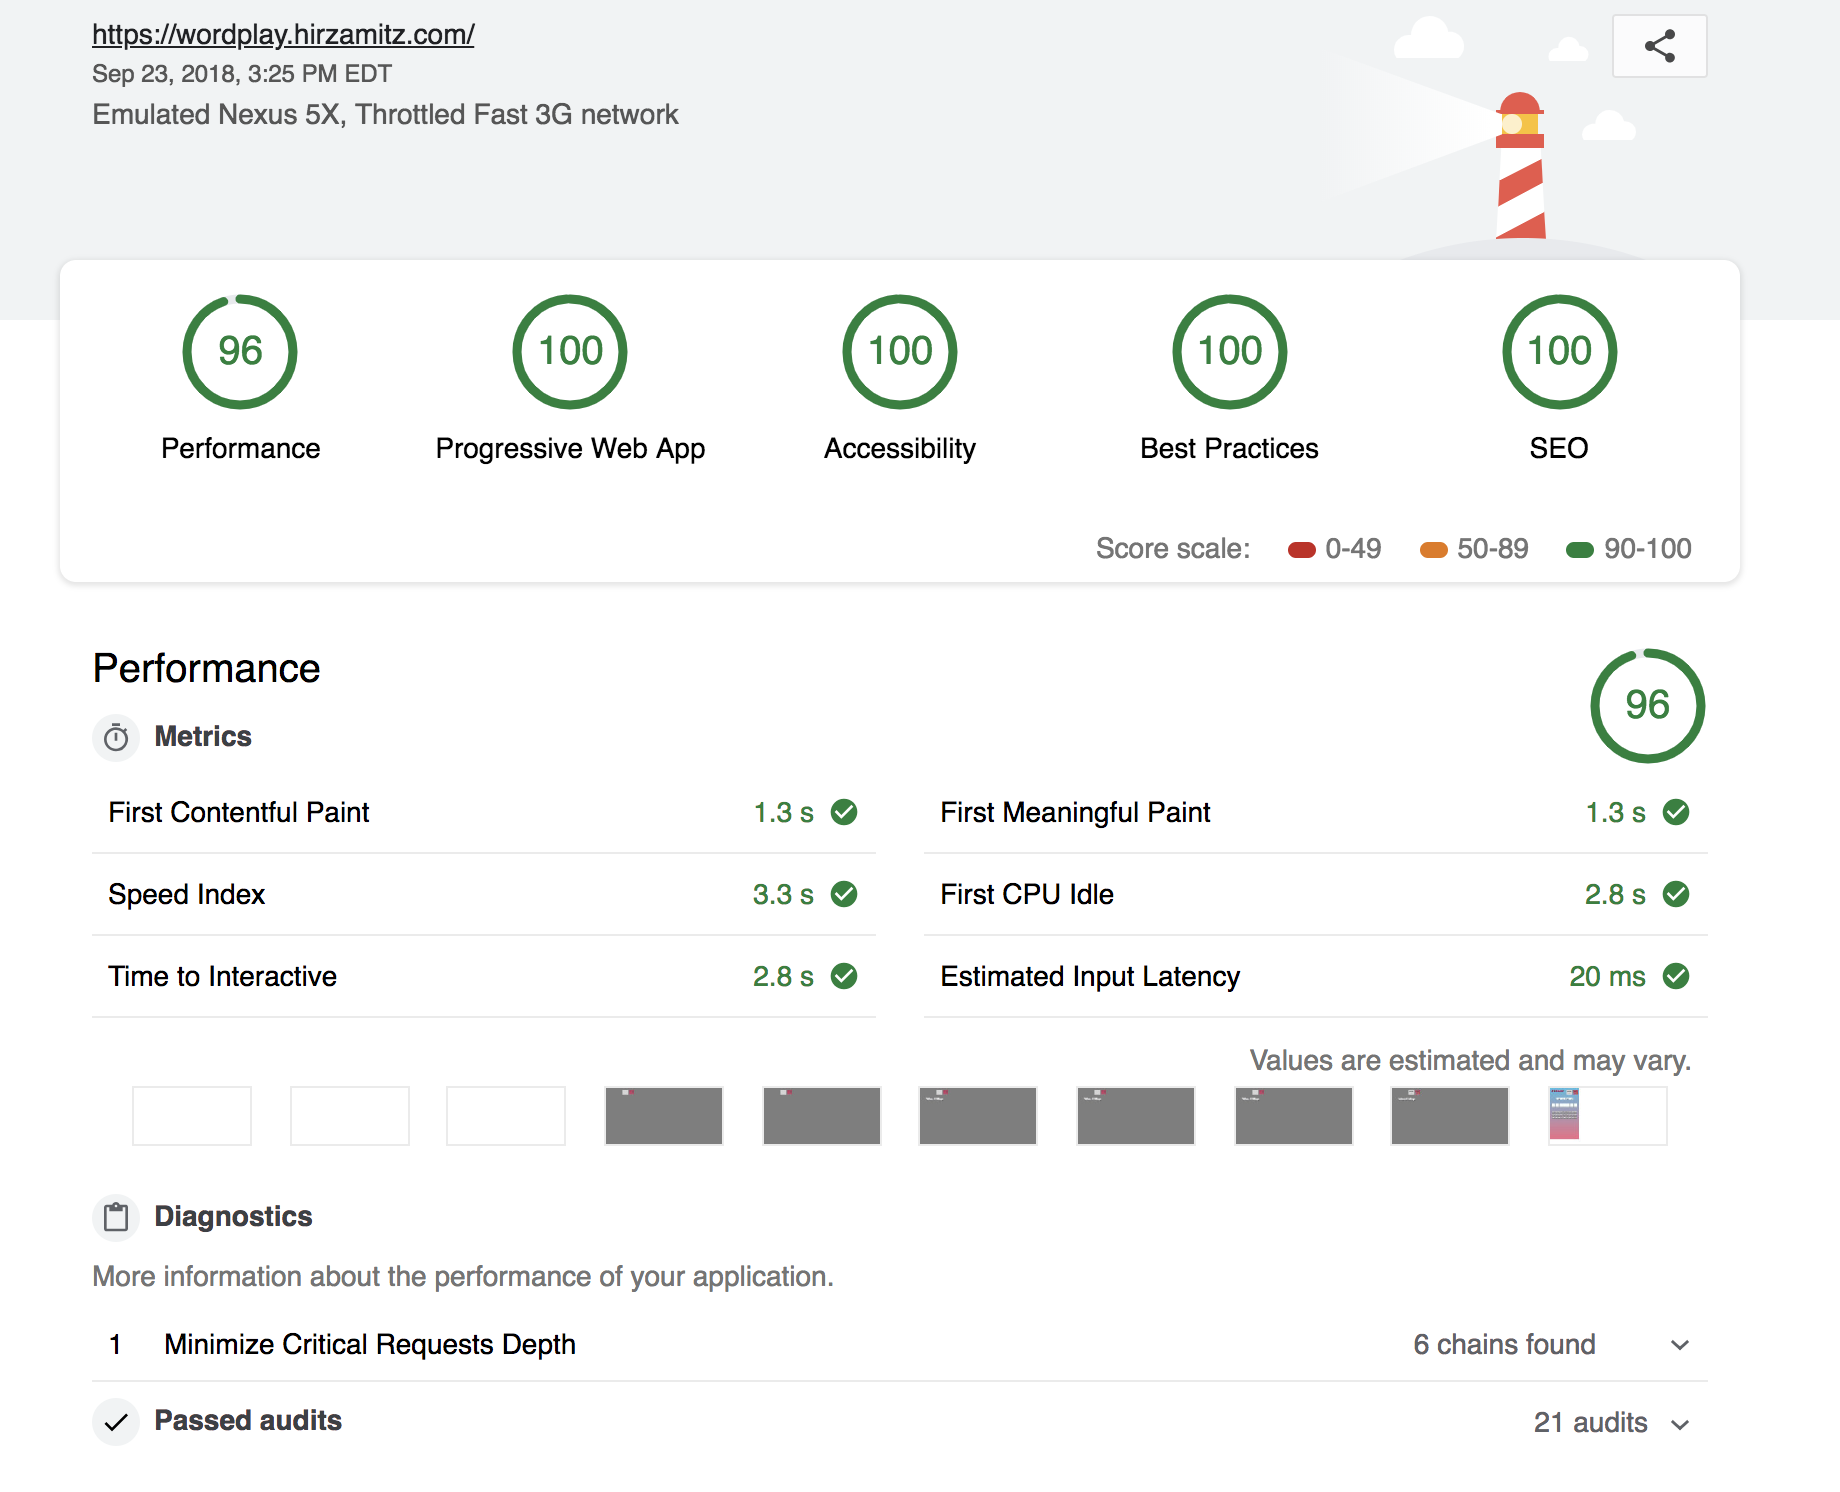 https://wordplay.hirzamitz.com/
Sep 23, 2018, 3:25 PM EDT
Emulated Nexus 5X, Throttled Fast 3G network
96 100 100 100 100
Performance Progressive Web App Accessibility Best Practices SEO
Score scale: 0-49 50-89 90-100
Performance
96
Metrics
First Contentful Paint 1.3 s First Meaningful Paint 1.3 s
Speed Index 3.3 s First CPU Idle 2.8 s
Time to Interactive 2.8 s Estimated Input Latency 20 ms
Values are estimated and may vary.
Diagnostics
More information about the performance of your application.
1 Minimize Critical Requests Depth 6 chains found
Passed audits 21 audits